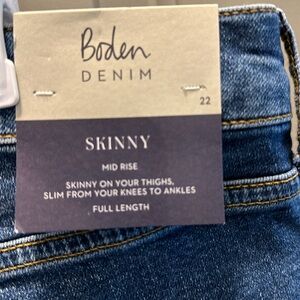 Boden
DENIM
22
SKINNY
MID RISE
SKINNY ON YOUR THIGHS,
SLIM FROM YOUR KNEES TO ANKLES
FULL LENGTH